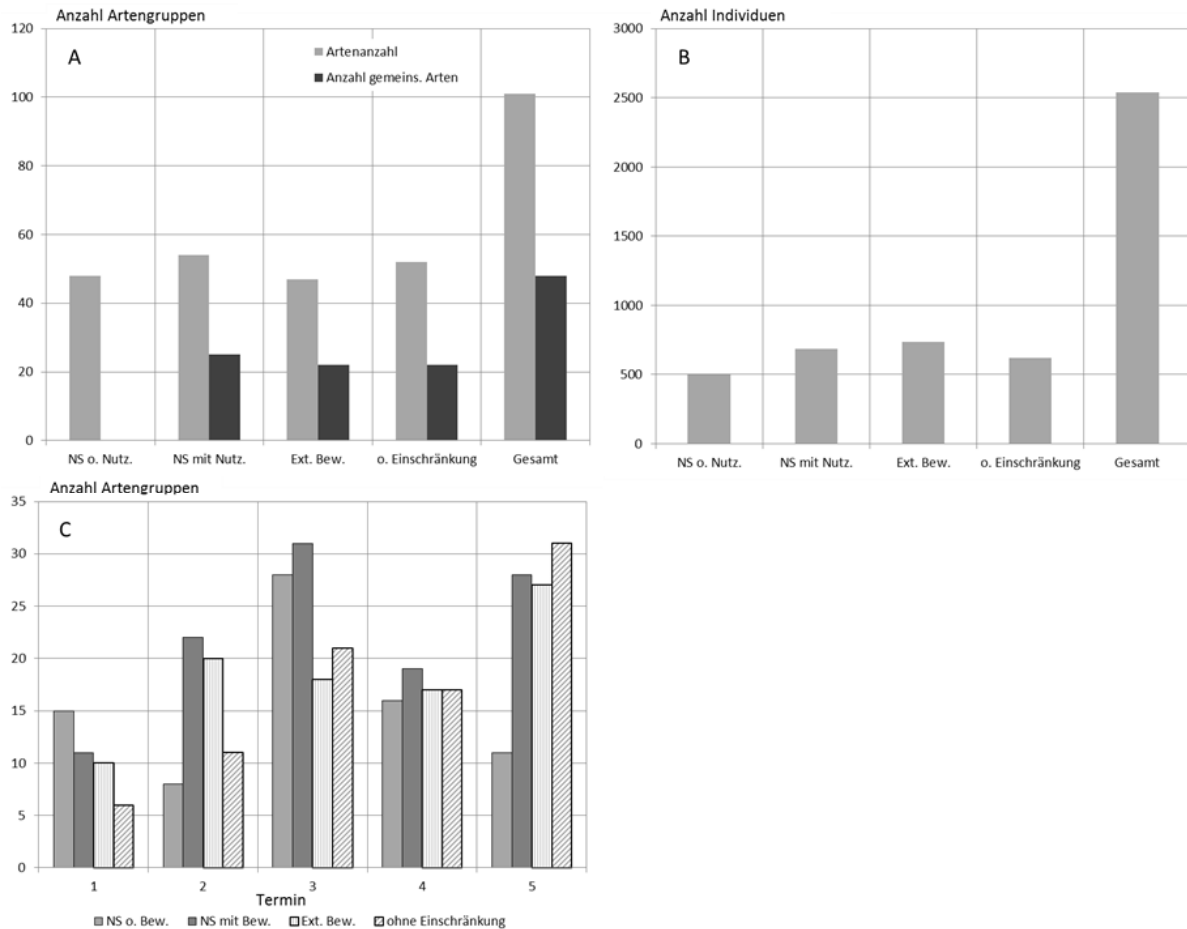 Anzahl Artengruppen
A
Artenanzahl
Anzahl gemeins. Arten
120
100
80
60
40
20
0
NS o. Nutz. NS mit Nutz. Ext. Bew. o. Einschränkung Gesamt
Anzahl Individuen
B
3000
2500
2000
1500
1000
500
0
NS o. Nutz. NS mit Nutz. Ext. Bew. o. Einschränkung Gesamt
Anzahl Artengruppen
C
35
30
25
20
15
10
5
0
1 2 3 4 5
Termin
NS o. Bew. NS mit Bew. Ext. Bew. ohne Einschränkung